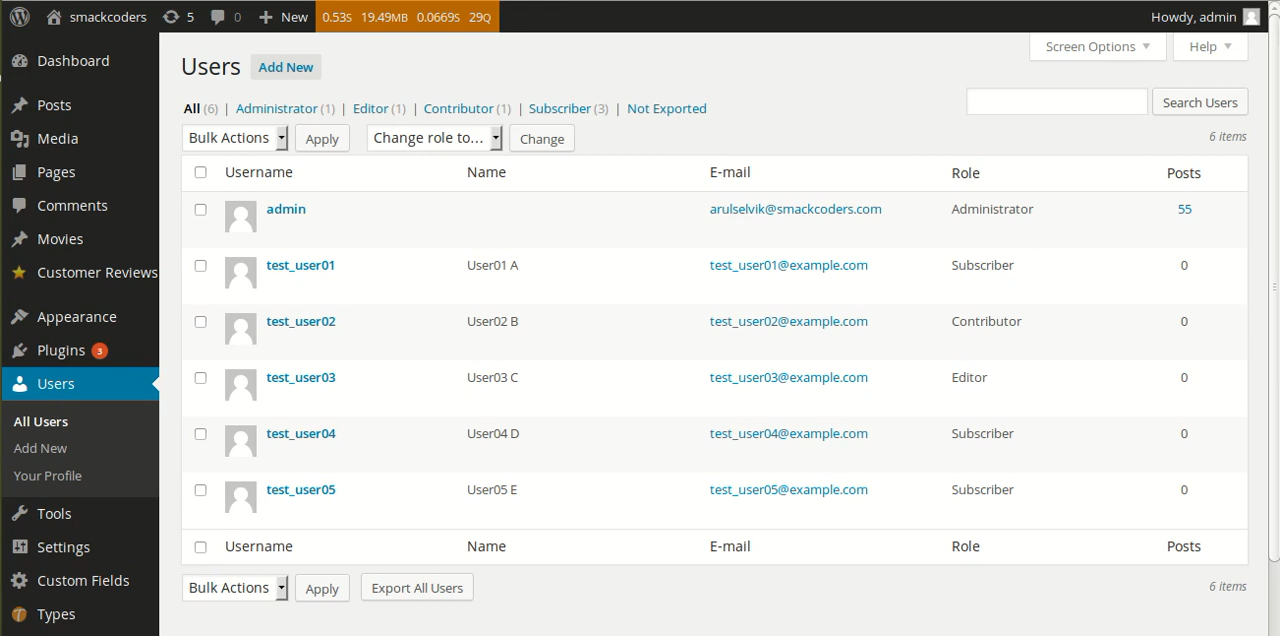 smackcoders 5 0 New 0.53S 19.49MB 0.0669S 29Q Howdy, admin
Dashboard
Posts
Media
Pages
Comments
Movies
Customer Reviews
Appearance
Plugins 3
Users
All Users
Add New
Your Profile
Tools
Settings
Custom Fields
Types
Screen Options Help
Users Add New
All (6) | Administrator (1) | Editor (1) | Contributor (1) | Subscriber (3) | Not Exported
Search Users
Bulk Actions Apply Change role to... Change 6 items
Username Name E-mail Role Posts
admin arulselvik@smackcoders.com Administrator 55
test_user01 User01 A test_user01@example.com Subscriber 0
test_user02 User02 B test_user02@example.com Contributor 0
test_user03 User03 C test_user03@example.com Editor 0
test_user04 User04 D test_user04@example.com Subscriber 0
test_user05 User05 E test_user05@example.com Subscriber 0
Username Name E-mail Role Posts
Bulk Actions Apply Export All Users 6 items